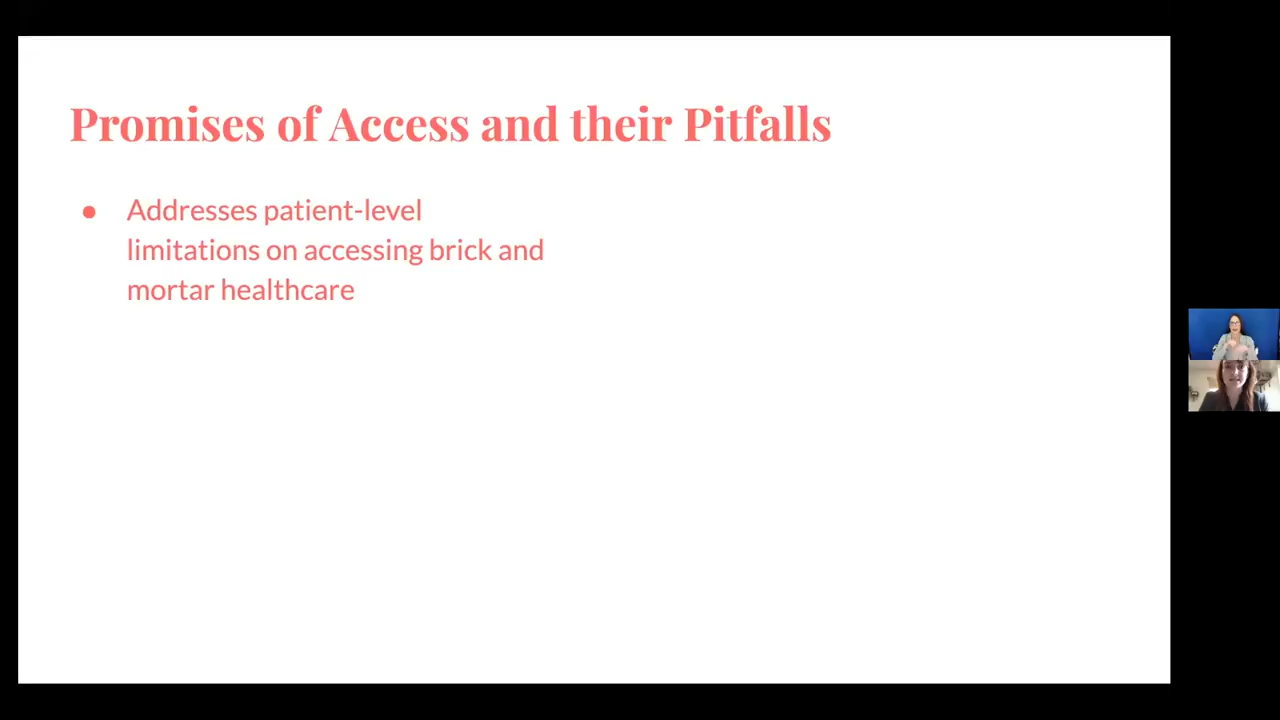 Promises of Access and their Pitfalls
● Addresses patient-level
limitations on accessing brick and
mortar healthcare